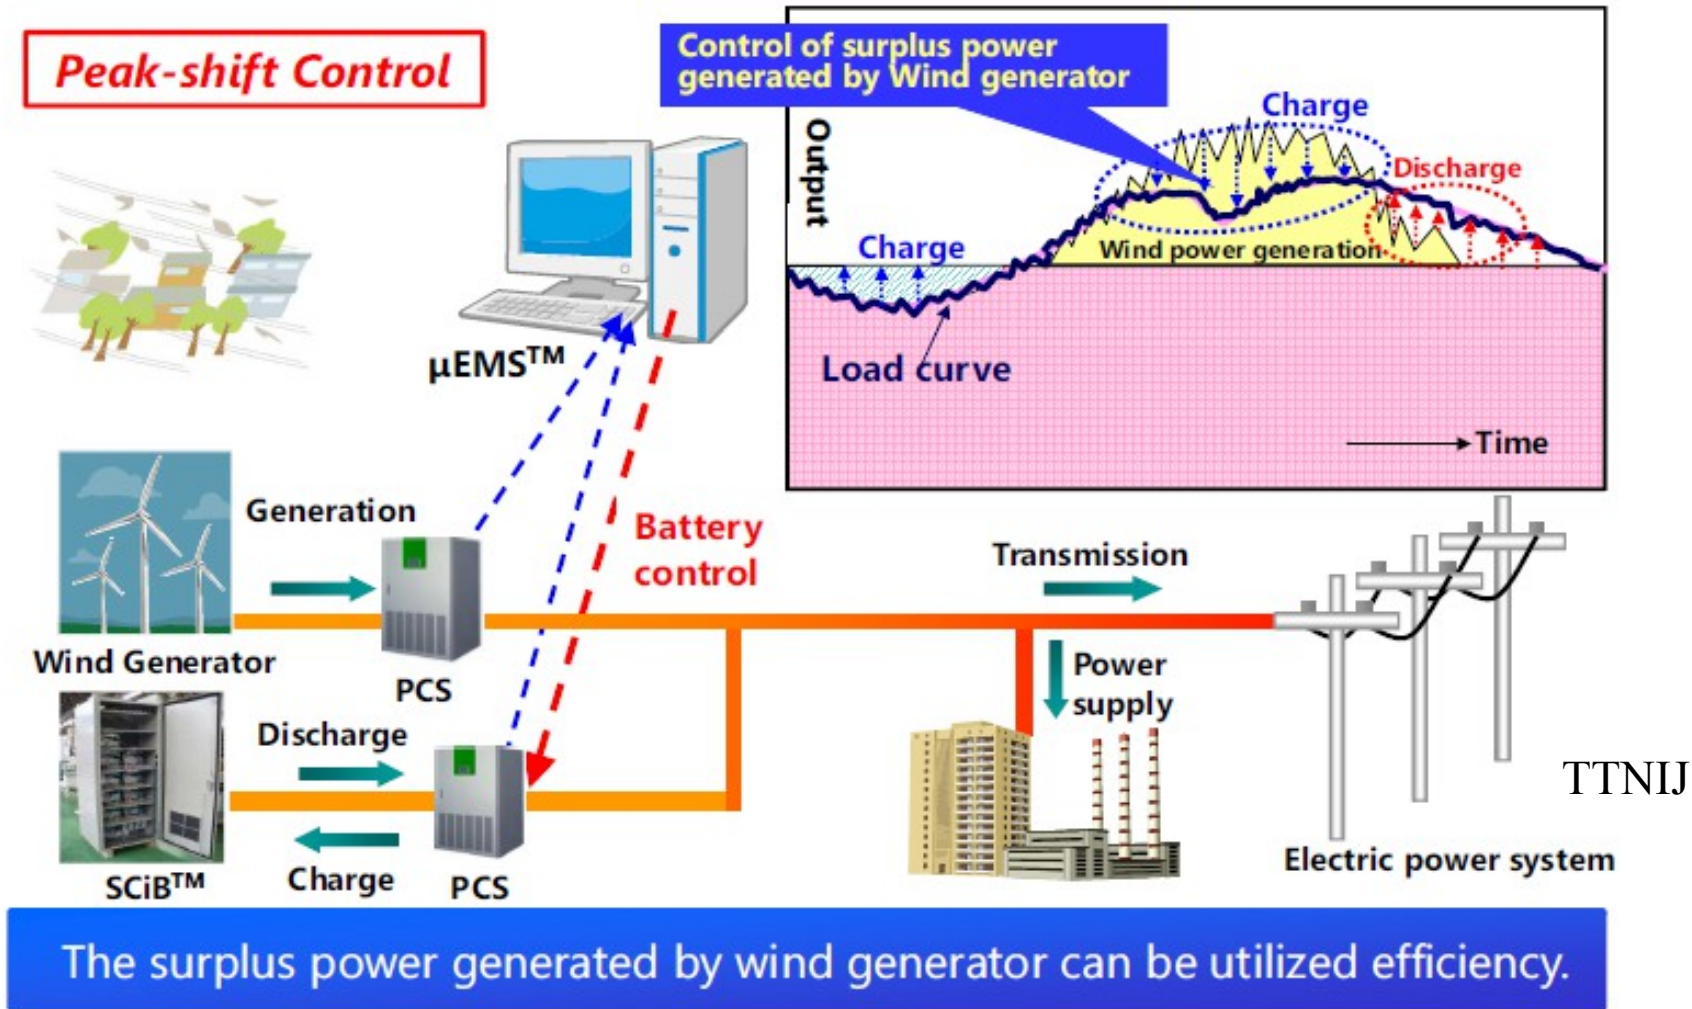 Peak-shift Control
Control of surplus power
generated by Wind generator
Output
Charge
Discharge
Charge
Wind power generation
Load curve
Time
μEMS™
Generation
Battery
control
Transmission
Wind Generator
PCS
Power
supply
Discharge
TTNIJ
SCiB™
Charge
PCS
Electric power system
The surplus power generated by wind generator can be utilized efficiency.